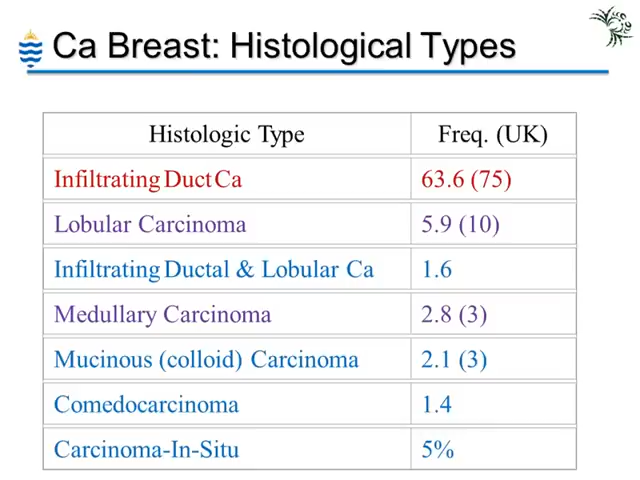 Ca Breast: Histological Types
Histologic Type Freq. (UK)
Infiltrating Duct Ca 63.6 (75)
Lobular Carcinoma 5.9 (10)
Infiltrating Ductal & Lobular Ca 1.6
Medullary Carcinoma 2.8 (3)
Mucinous (colloid) Carcinoma 2.1 (3)
Comedocarcinoma 1.4
Carcinoma-In-Situ 5%